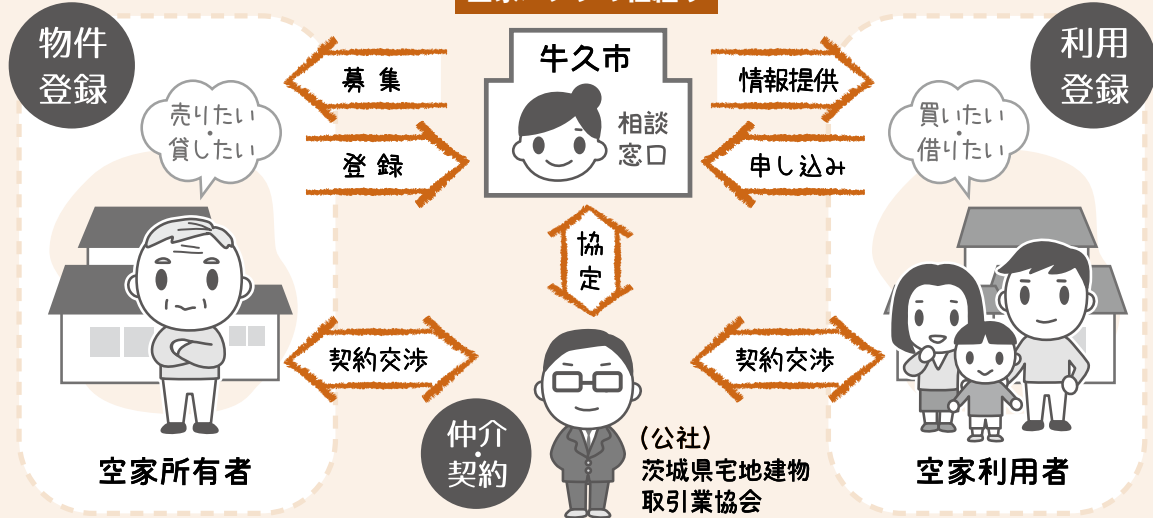 物件
登録
売りたい
・
貸したい
募集
登録
牛久市
相談
窓口
情報提供
申し込み
利用
登録
買いたい
・
借りたい
協
定
契約交渉
契約交渉
空家所有者
仲介
・
契約
（公社）
茨城県宅地建物
取引業協会
空家利用者